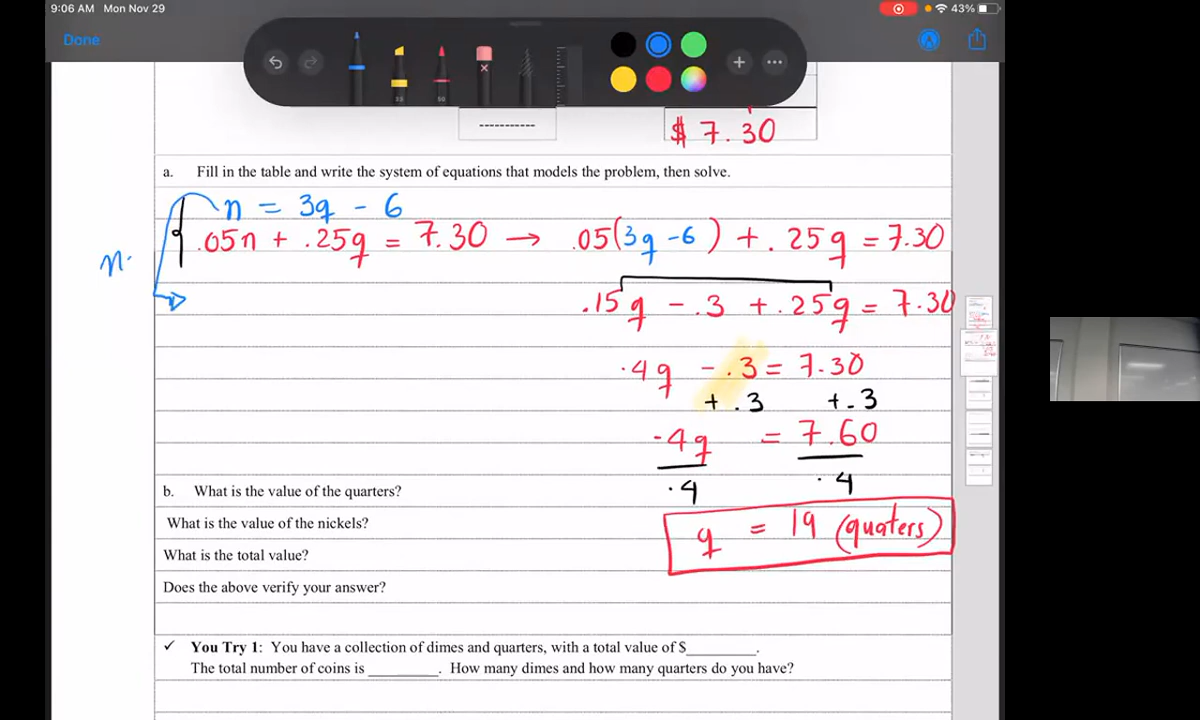 9:06 AM Mon Nov 29
43%
Done
$ 7.30
a. Fill in the table and write the system of equations that models the problem, then solve.
n = 3q - 6
.05n + .25q = 7.30 → .05(3q - 6) + .25q = 7.30
n.
.15q - .3 + .25q = 7.30
.4q - .3 = 7.30
+ .3 + .3
.4q = 7.60
.4 .4
q = 19 (quaters)
b. What is the value of the quarters?
What is the value of the nickels?
What is the total value?
Does the above verify your answer?
✓ You Try 1: You have a collection of dimes and quarters, with a total value of $________.
The total number of coins is ________. How many dimes and how many quarters do you have?